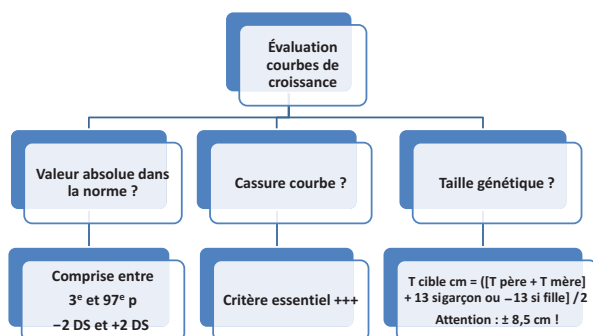 Évaluation
courbes de
croissance
Valeur absolue dans
la norme ?
Cassure courbe ?
Taille génétique ?
Comprise entre
3e et 97e p
−2 DS et +2 DS
Critère essentiel +++
T cible cm = ([T père + T mère]
+ 13 sigarçon ou −13 si fille] /2
Attention : ± 8,5 cm !